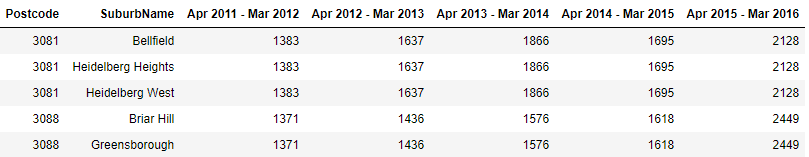 Postcode SuburbName Apr 2011 - Mar 2012 Apr 2012 - Mar 2013 Apr 2013 - Mar 2014 Apr 2014 - Mar 2015 Apr 2015 - Mar 2016
3081 Bellfield 1383 1637 1866 1695 2128
3081 Heidelberg Heights 1383 1637 1866 1695 2128
3081 Heidelberg West 1383 1637 1866 1695 2128
3088 Briar Hill 1371 1436 1576 1618 2449
3088 Greensborough 1371 1436 1576 1618 2449